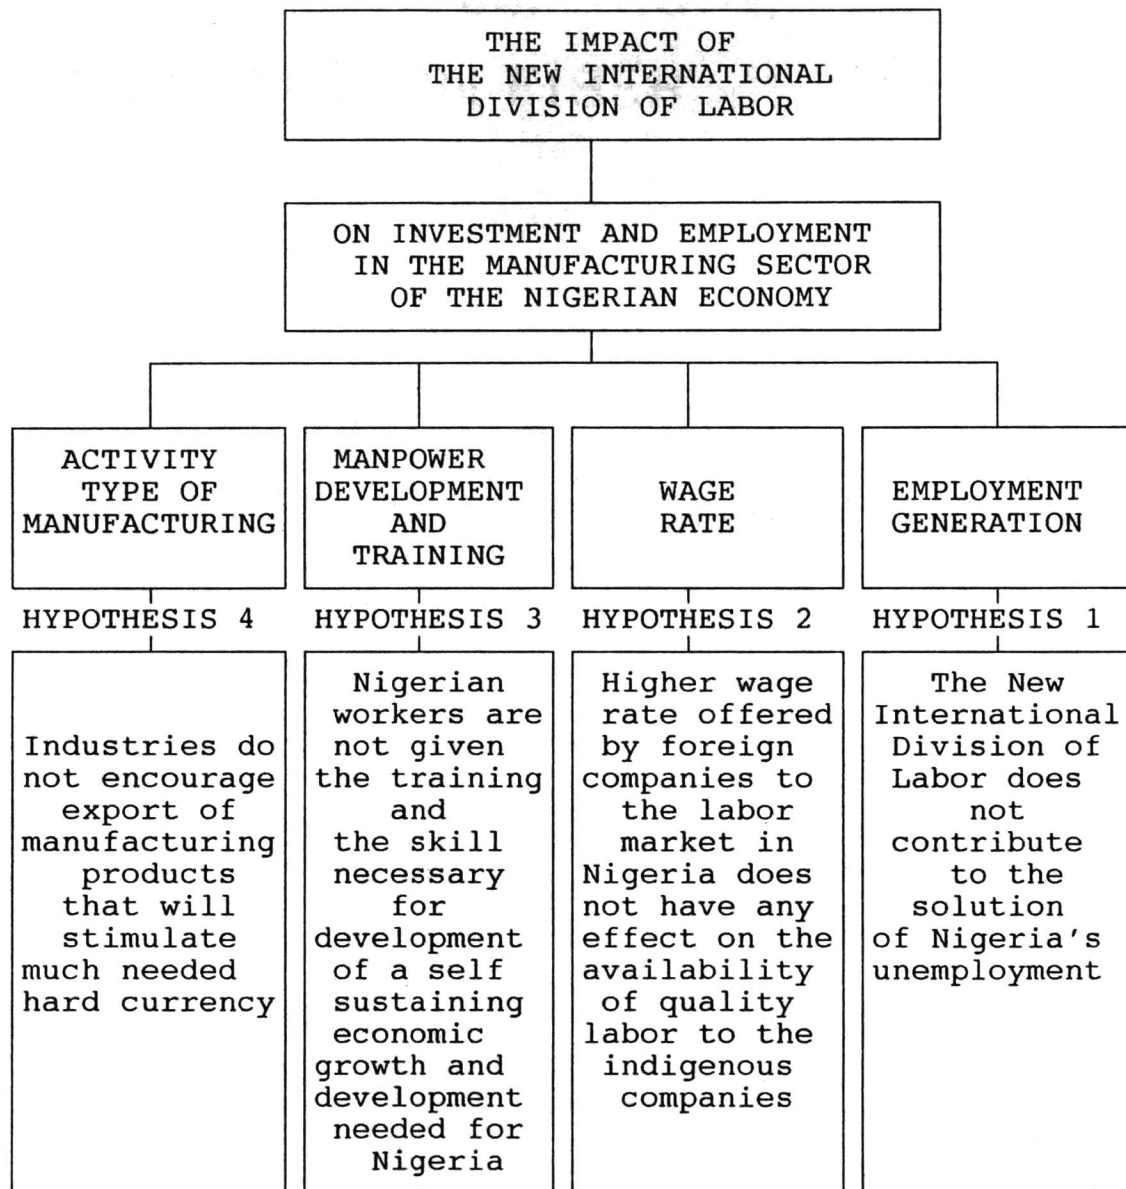 THE IMPACT OF
THE NEW INTERNATIONAL
DIVISION OF LABOR
ON INVESTMENT AND EMPLOYMENT
IN THE MANUFACTURING SECTOR
OF THE NIGERIAN ECONOMY
ACTIVITY
TYPE OF
MANUFACTURING
MANPOWER
DEVELOPMENT
AND
TRAINING
WAGE
RATE
EMPLOYMENT
GENERATION
HYPOTHESIS 4
HYPOTHESIS 3
HYPOTHESIS 2
HYPOTHESIS 1
Industries do
not encourage
export of
manufacturing
products
that will
stimulate
much needed
hard currency
Nigerian
workers are
not given
the training
and
the skill
necessary
for
development
of a self
sustaining
economic
growth and
development
needed for
Nigeria
Higher wage
rate offered
by foreign
companies to
the labor
market in
Nigeria does
not have any
effect on the
availability
of quality
labor to the
indigenous
companies
The New
International
Division of
Labor does
not
contribute
to the
solution
of Nigeria's
unemployment